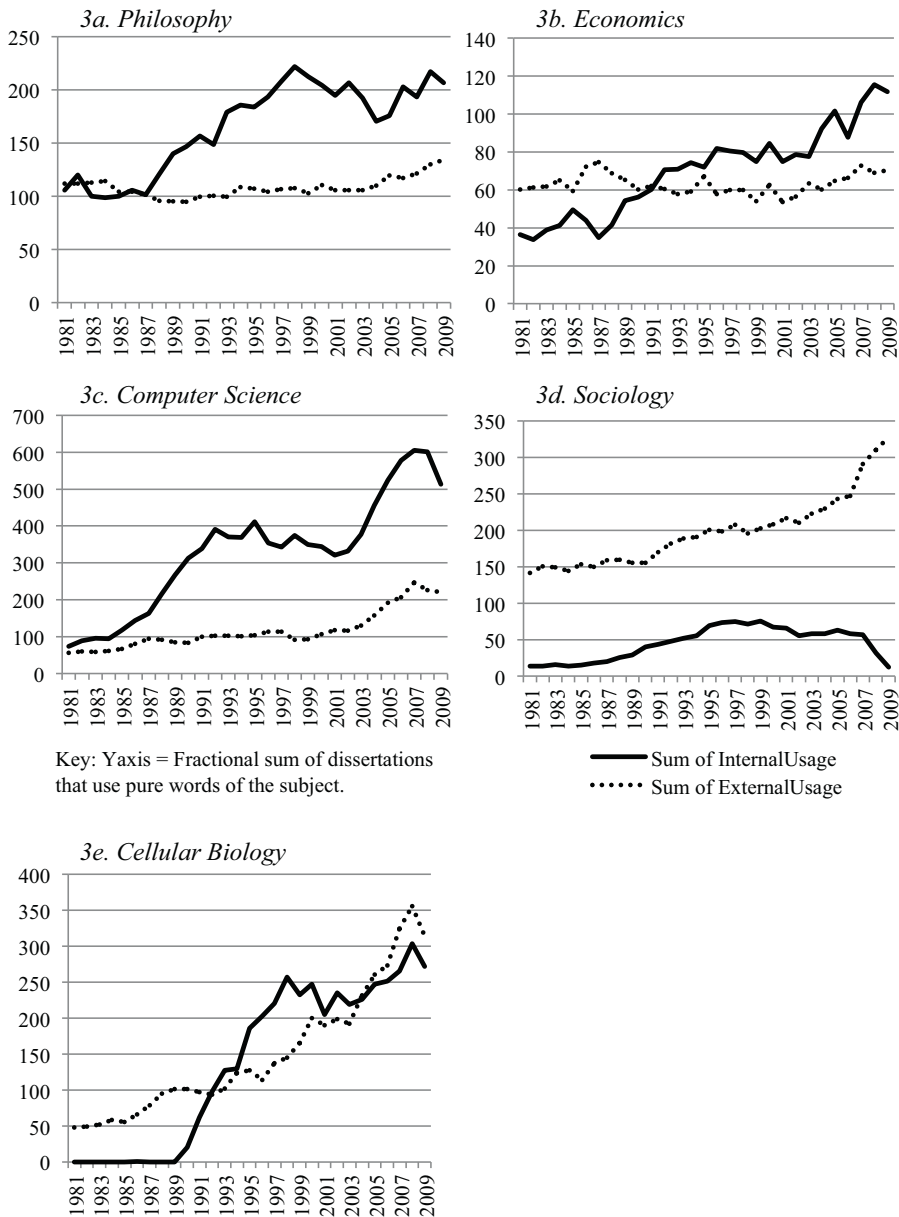 3a. Philosophy
250
200
150
100
50
0
1981 1983 1985 1987 1989 1991 1993 1995 1997 1999 2001 2003 2005 2007 2009
3b. Economics
140
120
100
80
60
40
20
0
1981 1983 1985 1987 1989 1991 1993 1995 1997 1999 2001 2003 2005 2007 2009
3c. Computer Science
700
600
500
400
300
200
100
0
1981 1983 1985 1987 1989 1991 1993 1995 1997 1999 2001 2003 2005 2007 2009
3d. Sociology
350
300
250
200
150
100
50
0
1981 1983 1985 1987 1989 1991 1993 1995 1997 1999 2001 2003 2005 2007 2009
Key: Yaxis = Fractional sum of dissertations
that use pure words of the subject.
Sum of InternalUsage
Sum of ExternalUsage
3e. Cellular Biology
400
350
300
250
200
150
100
50
0
1981 1983 1985 1987 1989 1991 1993 1995 1997 1999 2001 2003 2005 2007 2009